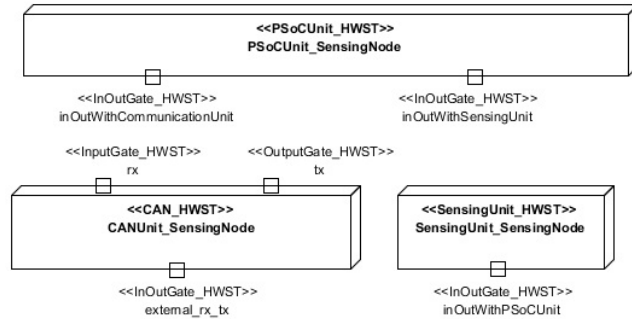 <<PSoCUnit_HWST>>
PSoCUnit_SensingNode
<<InOutGate_HWST>>
inOutWithCommunicationUnit
<<InOutGate_HWST>>
inOutWithSensingUnit
<<InputGate_HWST>>
rx
<<OutputGate_HWST>>
tx
<<CAN_HWST>>
CANUnit_SensingNode
<<SensingUnit_HWST>>
SensingUnit_SensingNode
<<InOutGate_HWST>>
external_rx_tx
<<InOutGate_HWST>>
inOutWithPSoCUnit